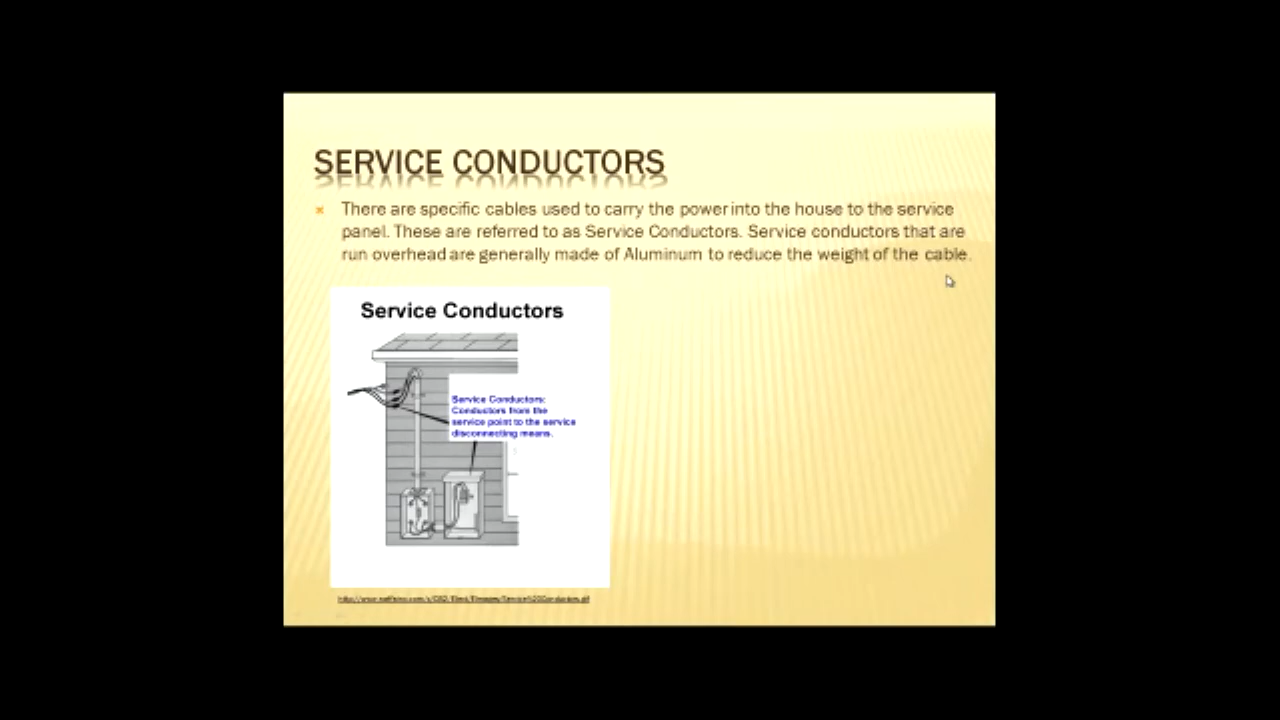 SERVICE CONDUCTORS
There are specific cables used to carry the power into the house to the service
panel. These are referred to as Service Conductors. Service conductors that are
run overhead are generally made of Aluminum to reduce the weight of the cable.
Service Conductors
Service Conductors:
Conductors from the
service point to the service
disconnecting means.